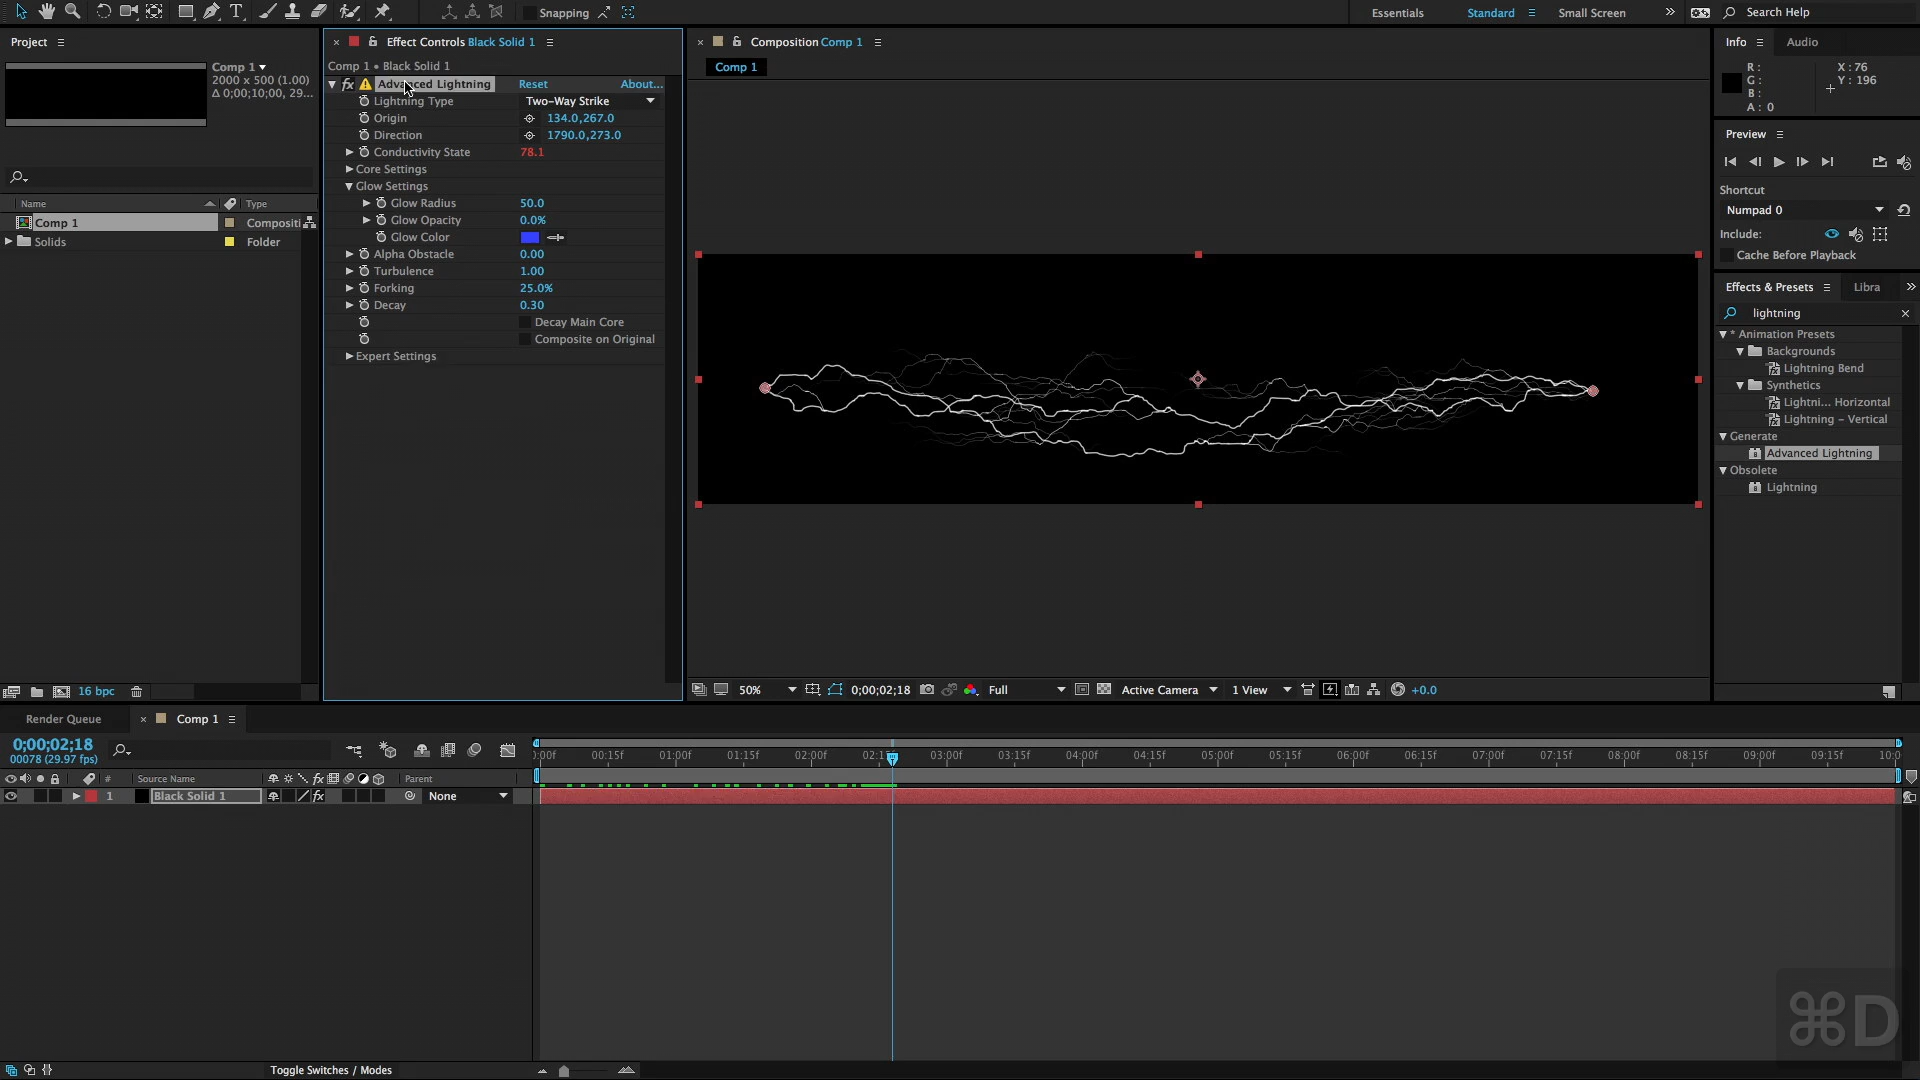 Snapping
Essentials
Standard
Small Screen
Search Help
Project
Effect Controls Black Solid 1
Composition Comp 1
Info
Audio
Comp 1
2000 x 500 (1.00)
Δ 0;00;10;00, 29...
Comp 1 • Black Solid 1
Comp 1
R:
G:
B:
A: 0
X: 76
Y: 196
fx Advanced Lightning Reset About...
Lightning Type Two-Way Strike
Origin 134.0,267.0
Direction 1790.0,273.0
Conductivity State 78.1
Core Settings
Glow Settings
Glow Radius 50.0
Glow Opacity 0.0%
Glow Color
Alpha Obstacle 0.00
Turbulence 1.00
Forking 25.0%
Decay 0.30
Decay Main Core
Composite on Original
Expert Settings
Name Type
Comp 1 Compositi
Solids Folder
Preview
Shortcut
Numpad 0
Include:
Cache Before Playback
Effects & Presets
Libra
lightning
* Animation Presets
Backgrounds
Lightning Bend
Synthetics
Lightni... Horizontal
Lightning – Vertical
Generate
Advanced Lightning
Obsolete
Lightning
16 bpc
50% 0;00;02;18 Full Active Camera 1 View +0.0
Render Queue
Comp 1
0;00;02;18
00078 (29.97 fps)
:00f 00:15f 01:00f 01:15f 02:00f 02:15f 03:00f 03:15f 04:00f 04:15f 05:00f 05:15f 06:00f 06:15f 07:00f 07:15f 08:00f 08:15f 09:00f 09:15f 10:0
# Source Name fx Parent
1 Black Solid 1 fx None
Toggle Switches / Modes
⌘D